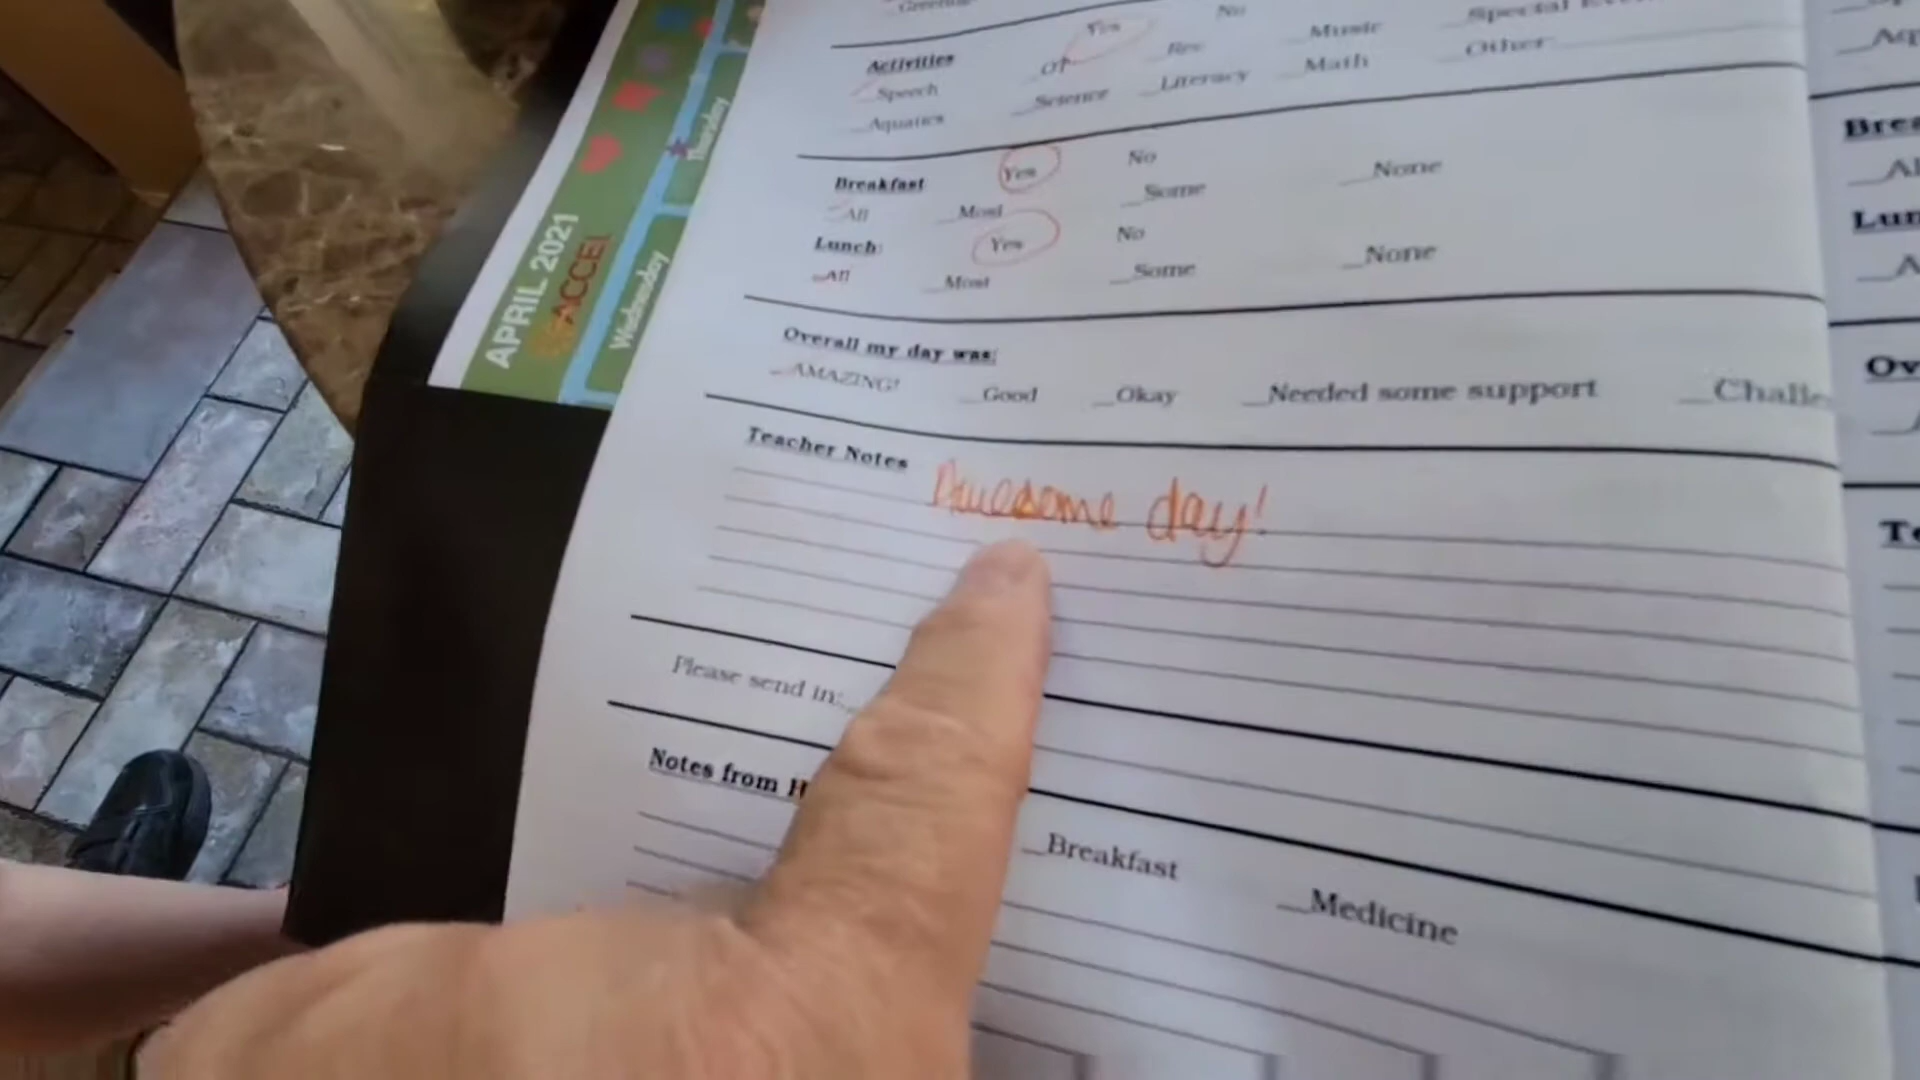 Greeting
Yes No
Activities
OT Rec Music Special
Speech Science Literacy Math Other
Aquatics
Breakfast Yes No
All Most Some None
Lunch: Yes No
All Most Some None
Overall my day was:
AMAZING! Good Okay Needed some support
Teacher Notes Awesome day!
Please send in:
Notes from H
Breakfast Medicine
APRIL 2021
Wednesday
Thursday